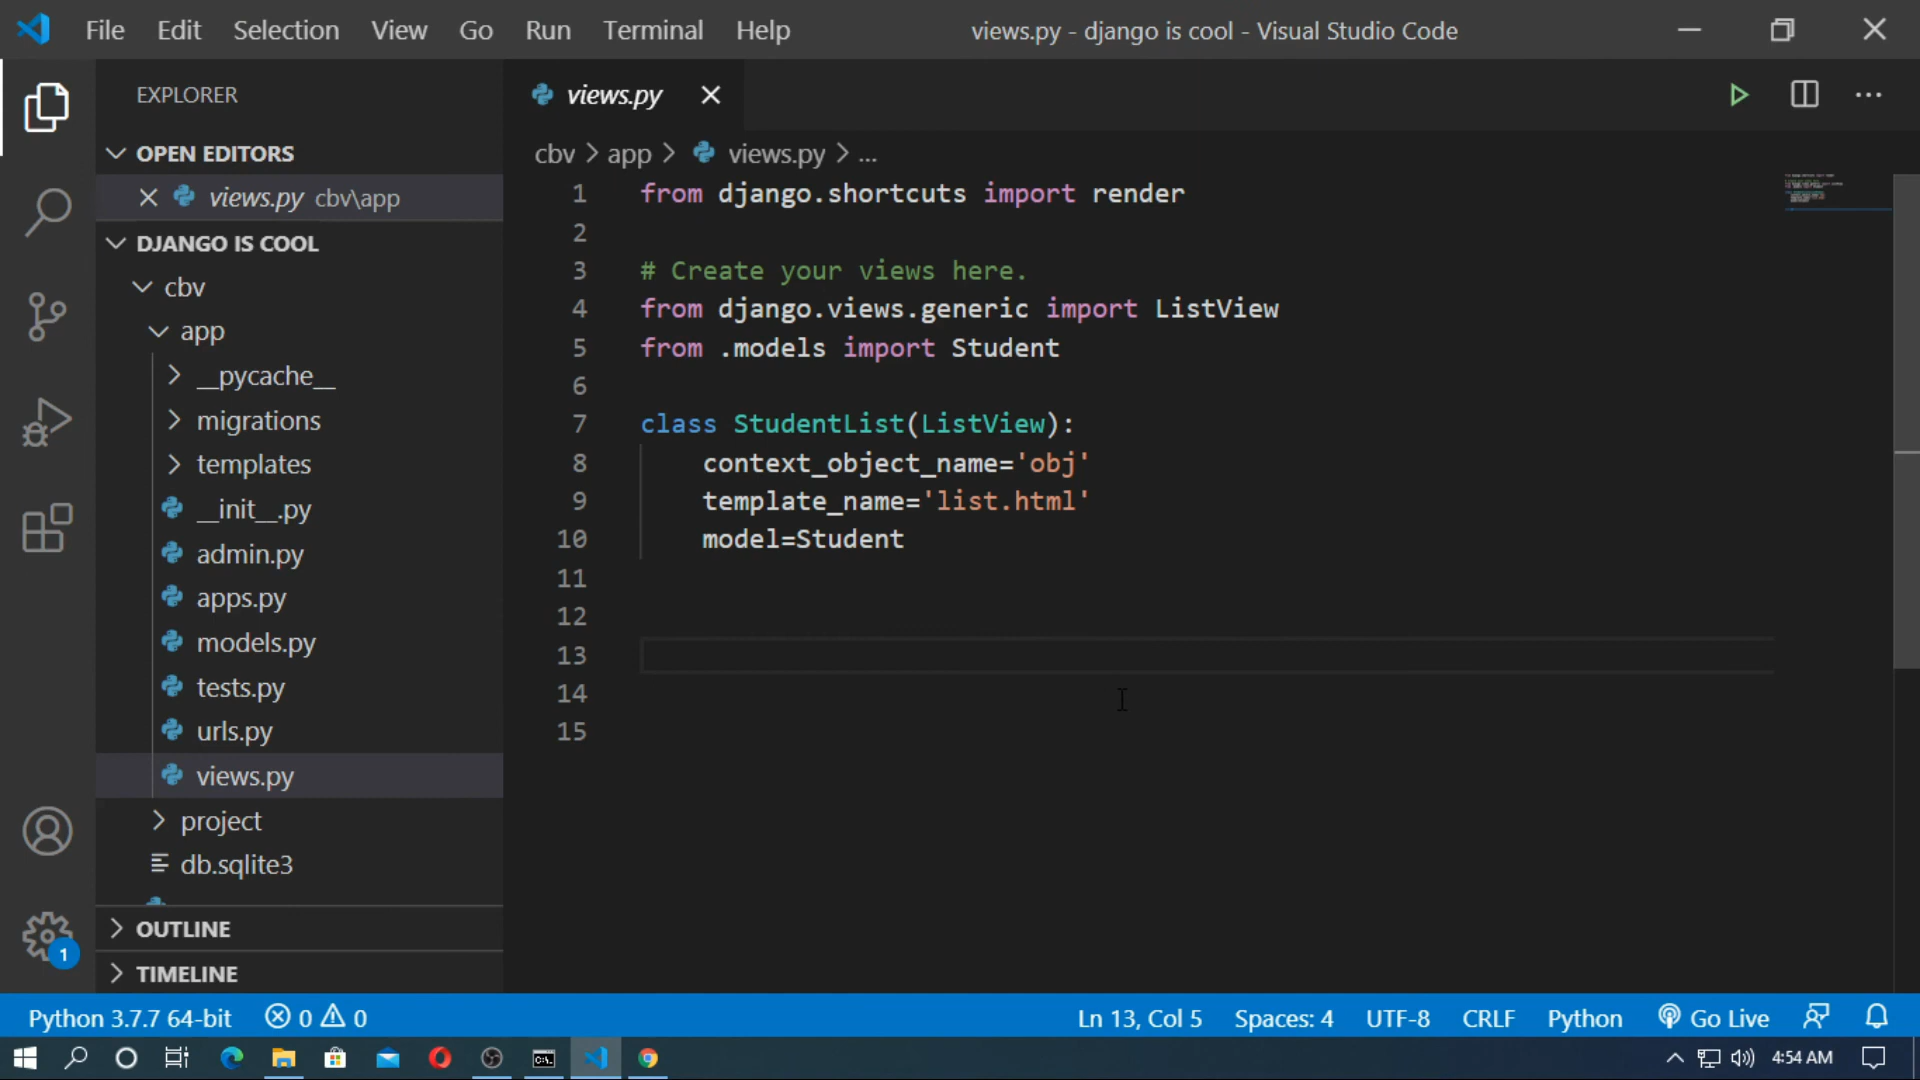 File Edit Selection View Go Run Terminal Help views.py - django is cool - Visual Studio Code
EXPLORER
OPEN EDITORS
views.py cbv\app
DJANGO IS COOL
cbv
app
__pycache__
migrations
templates
__init__.py
admin.py
apps.py
models.py
tests.py
urls.py
views.py
project
db.sqlite3
OUTLINE
TIMELINE
1
views.py
cbv > app > views.py > ...
1 from django.shortcuts import render
2
3 # Create your views here.
4 from django.views.generic import ListView
5 from .models import Student
6
7 class StudentList(ListView):
8 context_object_name='obj'
9 template_name='list.html'
10 model=Student
11
12
13
14
15
Python 3.7.7 64-bit 0 0 Ln 13, Col 5 Spaces: 4 UTF-8 CRLF Python Go Live
4:54 AM